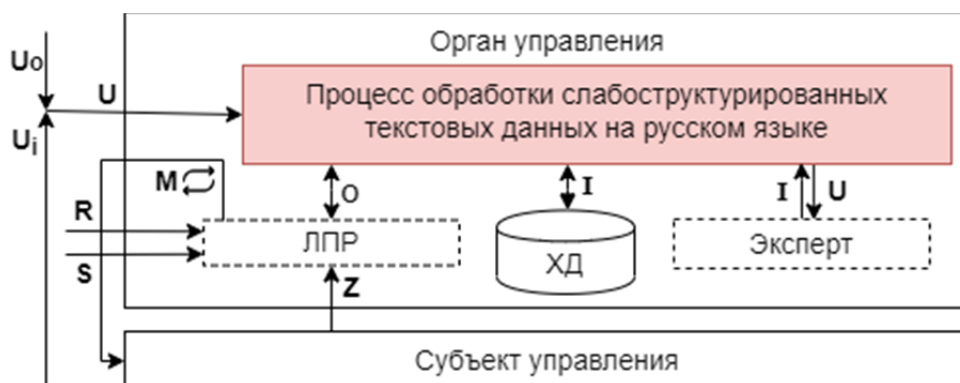 Орган управления
Uo
U
Процесс обработки слабоструктурированных
текстовых данных на русском языке
Ui
M
O
I
I
U
R
ЛПР
ХД
Эксперт
S
Z
Субъект управления